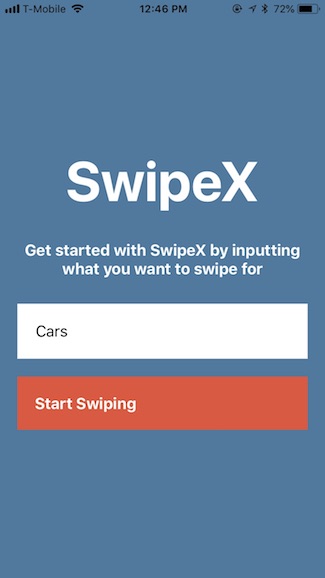 T-Mobile 12:46 PM 72%
SwipeX
Get started with SwipeX by inputting
what you want to swipe for
Cars
Start Swiping